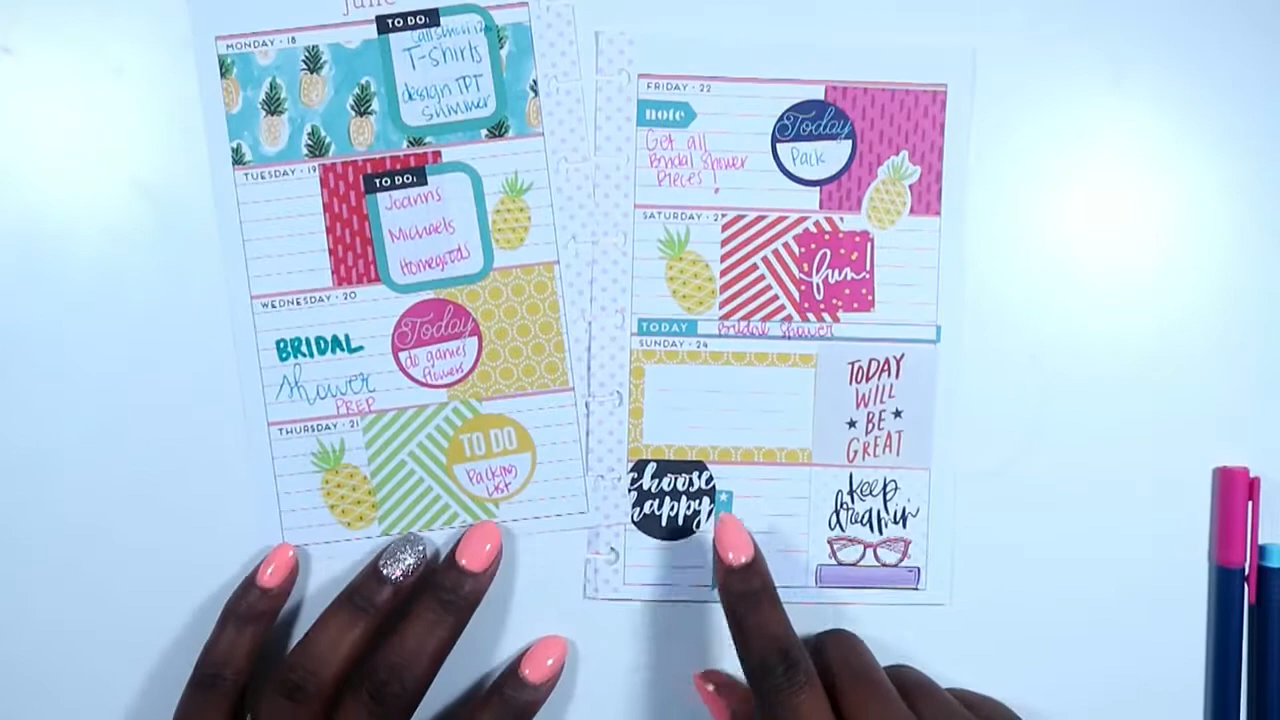 June
MONDAY · 18
TO DO:
T-shirts
design TPT
summer
TUESDAY · 19
TO DO:
Joanns
Michaels
Homegoods
WEDNESDAY · 20
BRIDAL
shower
PREP
Today
do games
flowers
THURSDAY · 21
TO DO
Packing
List
FRIDAY · 22
note
Get all
Bridal Shower
Pieces!
Today
Pack
SATURDAY · 2
fun!
TODAY
Bridal Shower
SUNDAY · 24
TODAY
WILL
BE
GREAT
choose
happy
keep
dreamin'